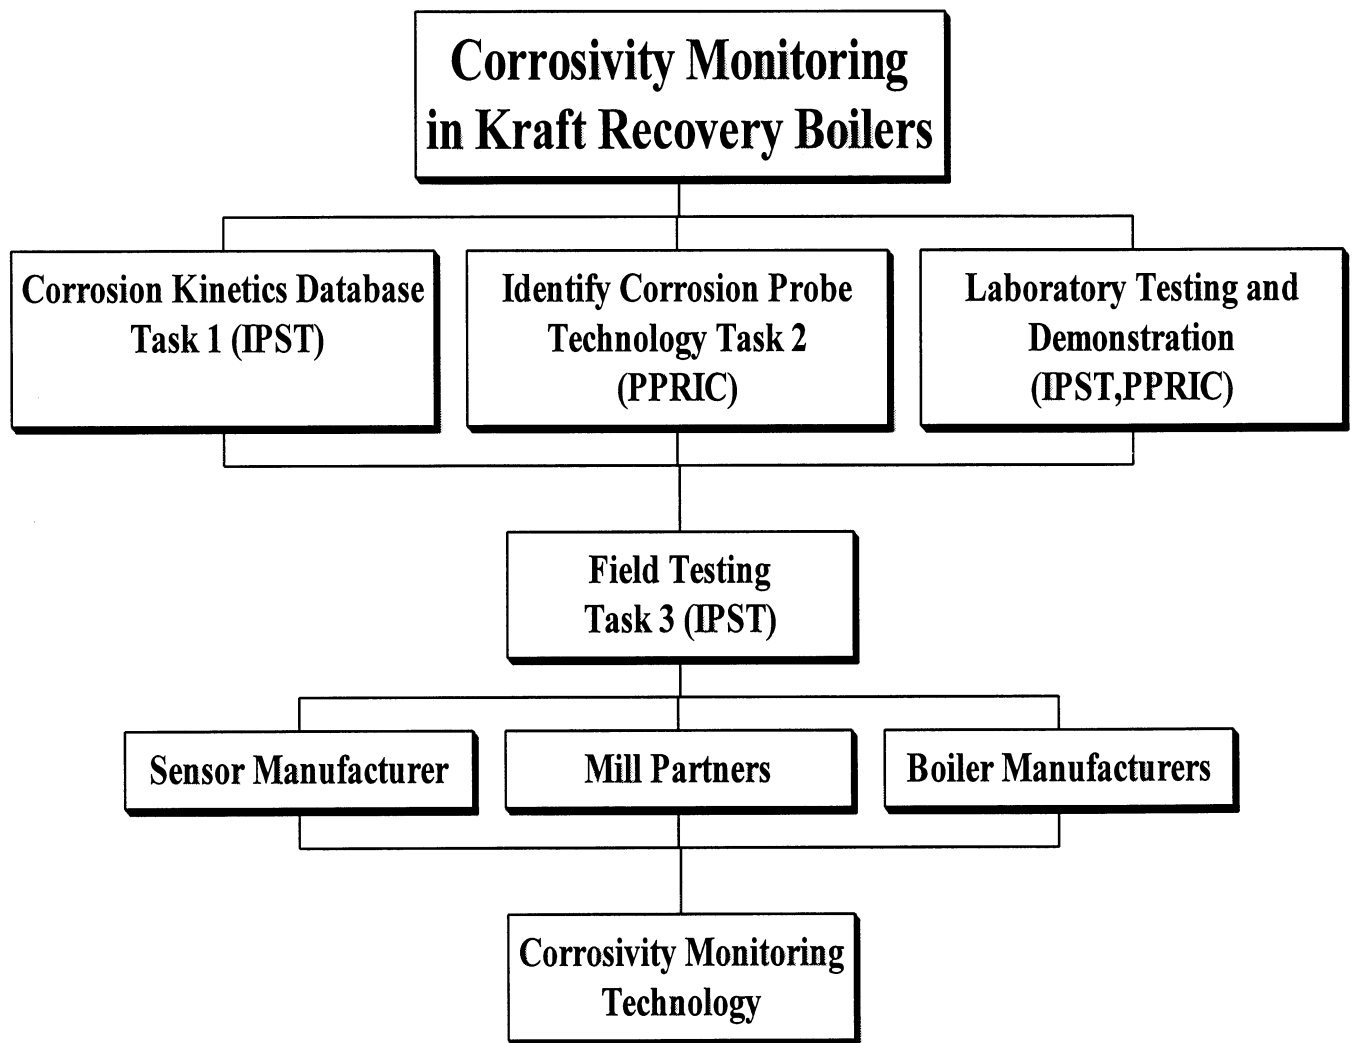 Corrosivity Monitoring
in Kraft Recovery Boilers
Corrosion Kinetics Database
Task 1 (IPST)
Identify Corrosion Probe
Technology Task 2
(PPRIC)
Laboratory Testing and
Demonstration
(IPST,PPRIC)
Field Testing
Task 3 (IPST)
Sensor Manufacturer
Mill Partners
Boiler Manufacturers
Corrosivity Monitoring
Technology